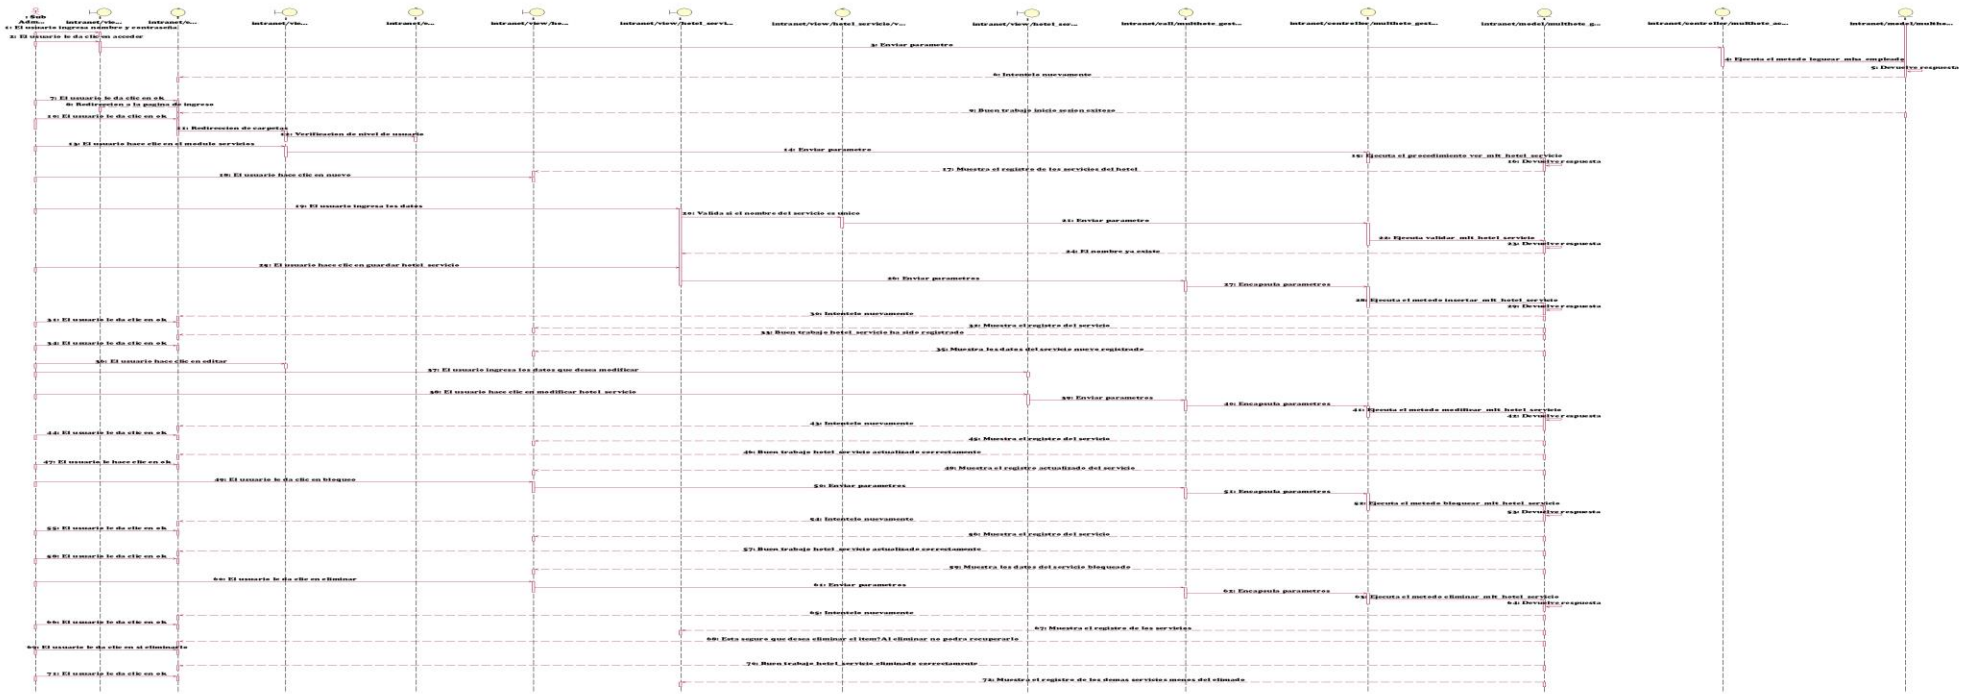 : Sub
Adm...
intranet/vie...
intranet/c...
intranet/vie...
intranet/c...
intranet/view/ho...
intranet/view/hotel_servi...
intranet/view/hotel_servicio/v...
intranet/view/hotel_ser...
intranet/call/multhote_gest...
intranet/controller/multhote_gest...
intranet/model/multhote_g...
intranet/controller/multhote_ac...
intranet/model/multho...
1: El usuario ingresa nombre y contraseña
2: El usuario le da clic en acceder
3: Enviar parametro
4: Ejecuta el metodo loguear_mha_empleado
5: Devuelve respuesta
6: Intentelo nuevamente
7: El usuario le da clic en ok
8: Redireccion a la pagina de ingreso
9: Buen trabajo inicio sesion exitoso
10: El usuario le da clic en ok
11: Redireccion de carpetas
12: Verificacion de nivel de usuario
13: El usuario hace clic en el modulo servicios
14: Enviar parametro
15: Ejecuta el procedimiento ver_mlt_hotel_servicio
16: Devuelve respuesta
17: Muestra el registro de los servicios del hotel
18: El usuario hace clic en nuevo
19: El usuario ingresa los datos
20: Valida si el nombre del servicio es unico
21: Enviar parametro
22: Ejecuta validar_mlt_hotel_servicio
23: Devuelve respuesta
24: El nombre ya existe
25: El usuario hace clic en guardar hotel_servicio
26: Enviar parametros
27: Encapsula parametros
28: Ejecuta el metodo insertar_mlt_hotel_servicio
29: Devuelve respuesta
30: Intentelo nuevamente
31: El usuario le da clic en ok
32: Muestra el registro del servicio
33: Buen trabajo hotel_servicio ha sido registrado
34: El usuario le da clic en ok
35: Muestra los datos del servicio nuevo registrado
36: El usuario hace clic en editar
37: El usuario ingresa los datos que desea modificar
38: El usuario hace clic en modificar hotel_servicio
39: Enviar parametros
40: Encapsula parametros
41: Ejecuta el metodo modificar_mlt_hotel_servicio
42: Devuelve respuesta
43: Intentelo nuevamente
44: El usuario le da clic en ok
45: Muestra el registro del servicio
46: Buen trabajo hotel_servicio actualizado correctamente
47: El usuario le hace clic en ok
48: Muestra el registro actualizado del servicio
49: El usuario le da clic en bloqueo
50: Enviar parametros
51: Encapsula parametros
52: Ejecuta el metodo bloquear_mlt_hotel_servicio
53: Devuelve respuesta
54: Intentelo nuevamente
55: El usuario le da clic en ok
56: Muestra el registro del servicio
57: Buen trabajo hotel_servicio actualizado correctamente
58: El usuario le da clic en ok
59: Muestra los datos del servicio bloqueado
60: El usuario le da clic en eliminar
61: Enviar parametros
62: Encapsula parametros
63: Ejecuta el metodo eliminar_mlt_hotel_servicio
64: Devuelve respuesta
65: Intentelo nuevamente
66: El usuario le da clic en ok
67: Muestra el registro de los servicios
68: Esta seguro que desea eliminar el item?Al eliminar no podra recuperarlo
69: El usuario le da clic en si eliminarlo
70: Buen trabajo hotel_servicio eliminado correctamente
71: El usuario le da clic en ok
72: Muestra el registro de los demas servicios menos del elimado